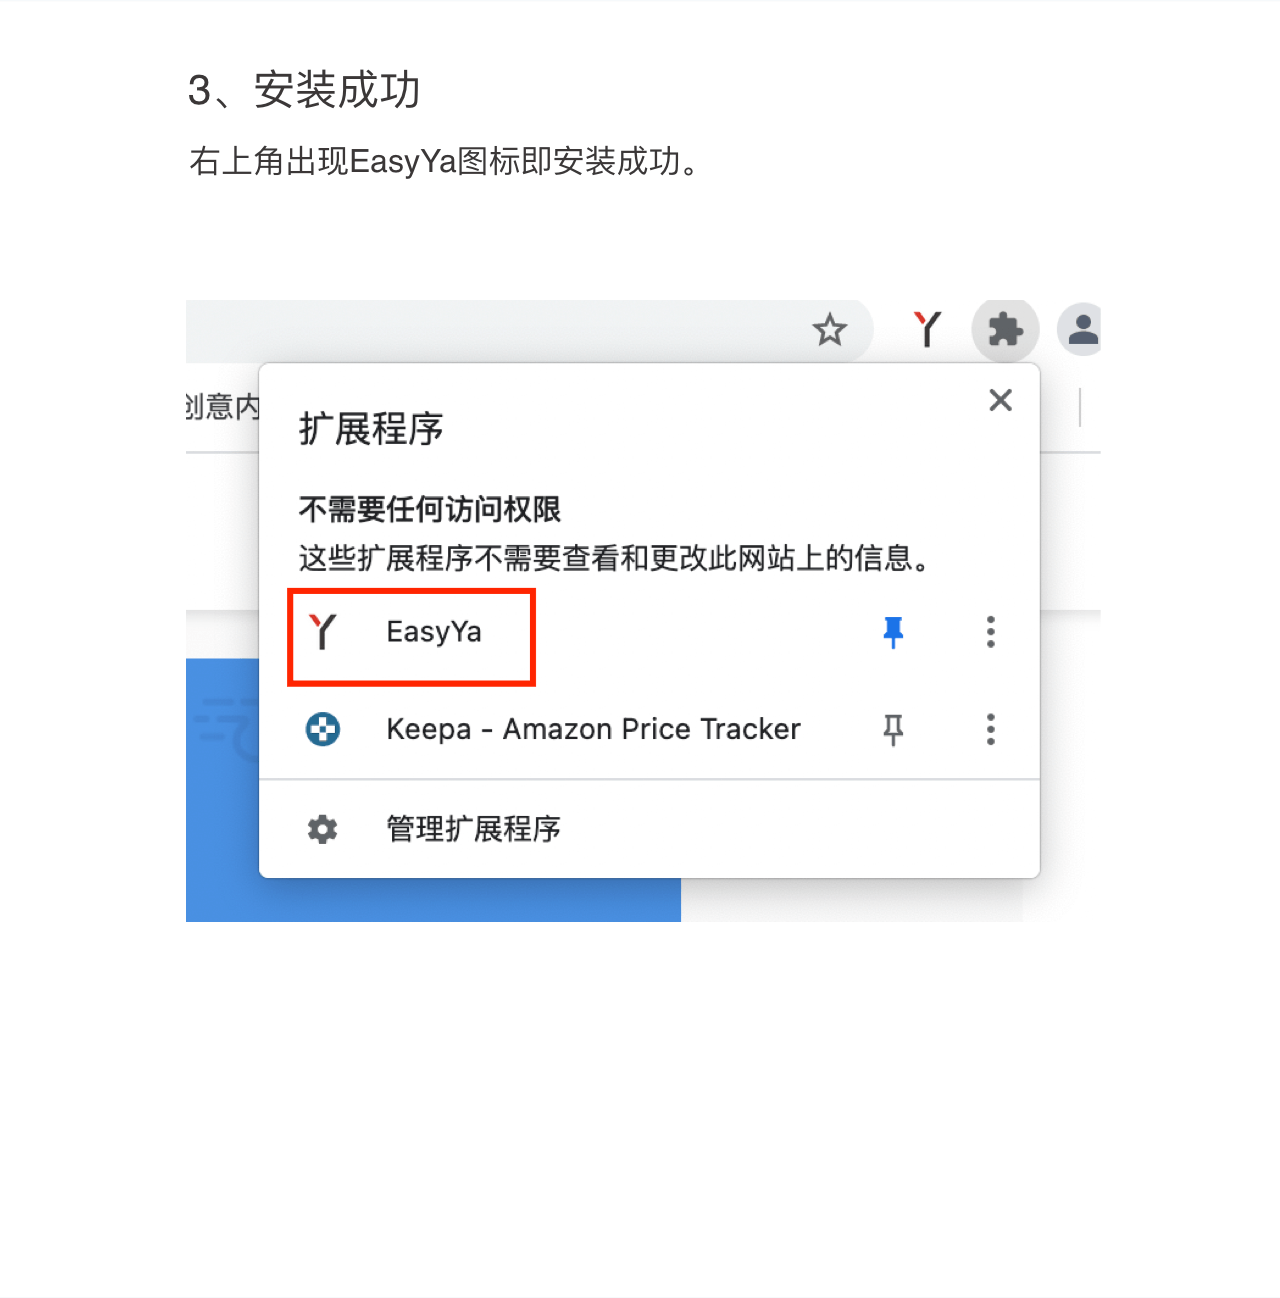 3、安装成功
右上角出现EasyYa图标即安装成功。
创意内
扩展程序
不需要任何访问权限
这些扩展程序不需要查看和更改此网站上的信息。
EasyYa
Keepa - Amazon Price Tracker
管理扩展程序